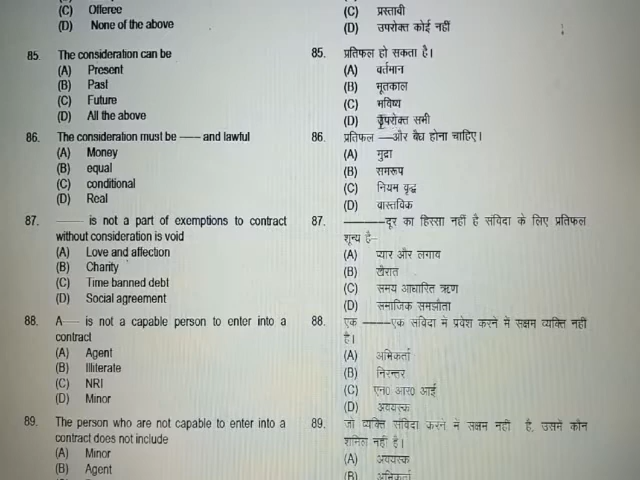 (C) Offeree
(D) None of the above
85. The consideration can be
(A) Present
(B) Past
(C) Future
(D) All the above
86. The consideration must be —— and lawful
(A) Money
(B) equal
(C) conditional
(D) Real
87. —— is not a part of exemptions to contract
without consideration is void
(A) Love and affection
(B) Charity
(C) Time banned debt
(D) Social agreement
88. A— is not a capable person to enter into a
contract
(A) Agent
(B) Illiterate
(C) NRI
(D) Minor
89. The person who are not capable to enter into a
contract does not include
(A) Minor
(B) Agent
(C) प्रस्तावी
(D) उपरोक्त कोई नहीं
85. प्रतिफल हो सकता है।
(A) वर्तमान
(B) भूतकाल
(C) भविष्य
(D) उपरोक्त सभी
86. प्रतिफल —और वैध होना चाहिए।
(A) मुद्रा
(B) समरूप
(C) नियम वृद्ध
(D) वास्तविक
87. ———दूर का हिस्सा नहीं है संविदा के लिए प्रतिफल
शून्य है–
(A) प्यार और लगाव
(B) खैरात
(C) समय आधारित ऋण
(D) समाजिक समझौता
88. एक ———एक संविदा में प्रवेश करने में सक्षम व्यक्ति नहीं
है।
(A) अभिकर्ता
(B) निरन्तर
(C) एन0 आर0 आई
(D) अवयस्क
89. जो व्यक्ति संविदा करने में सक्षम नहीं है, उसमें कौन
शामिल नहीं है।
(A) अवयस्क
(B) अभिकर्ता